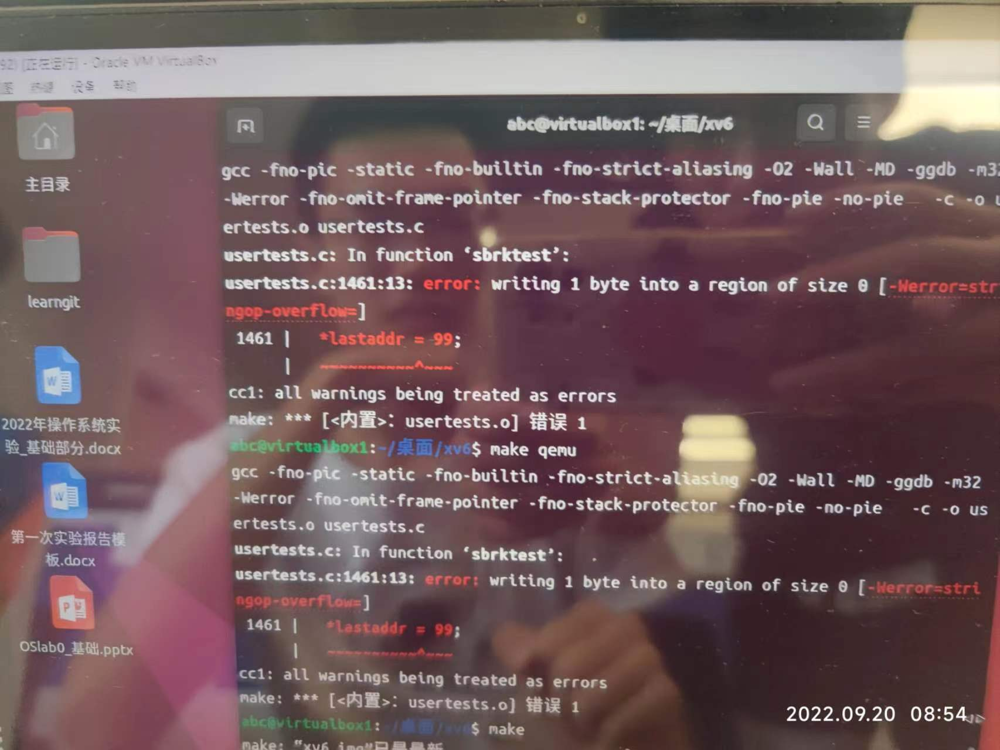 92) [正在运行] - Oracle VM VirtualBox
图 热键 设备 帮助
abc@virtualbox1: ~/桌面/xv6
主目录
learngit
2022年操作系统实
验_基础部分.docx
第一次实验报告模
板.docx
OSlab0_基础.pptx
gcc -fno-pic -static -fno-builtin -fno-strict-aliasing -O2 -Wall -MD -ggdb -m32
-Werror -fno-omit-frame-pointer -fno-stack-protector -fno-pie -no-pie   -c -o u
ertests.o usertests.c
usertests.c: In function ‘sbrktest’:
usertests.c:1461:13: error: writing 1 byte into a region of size 0 [-Werror=str
ngop-overflow=]
1461 |   *lastaddr = 99;
|   ~~~~~~~~~~^~~~
cc1: all warnings being treated as errors
make: *** [<内置>：usertests.o] 错误 1
abc@virtualbox1:~/桌面/xv6$ make qemu
gcc -fno-pic -static -fno-builtin -fno-strict-aliasing -O2 -Wall -MD -ggdb -m32
-Werror -fno-omit-frame-pointer -fno-stack-protector -fno-pie -no-pie   -c -o us
ertests.o usertests.c
usertests.c: In function ‘sbrktest’:
usertests.c:1461:13: error: writing 1 byte into a region of size 0 [-Werror=stri
ngop-overflow=]
1461 |   *lastaddr = 99;
|   ~~~~~~~~~~^~~~
cc1: all warnings being treated as errors
make: *** [<内置>：usertests.o] 错误 1
abc@virtualbox1:~/桌面/xv6$ make
make: “xv6.img”已是最新
2022.09.20 08:54